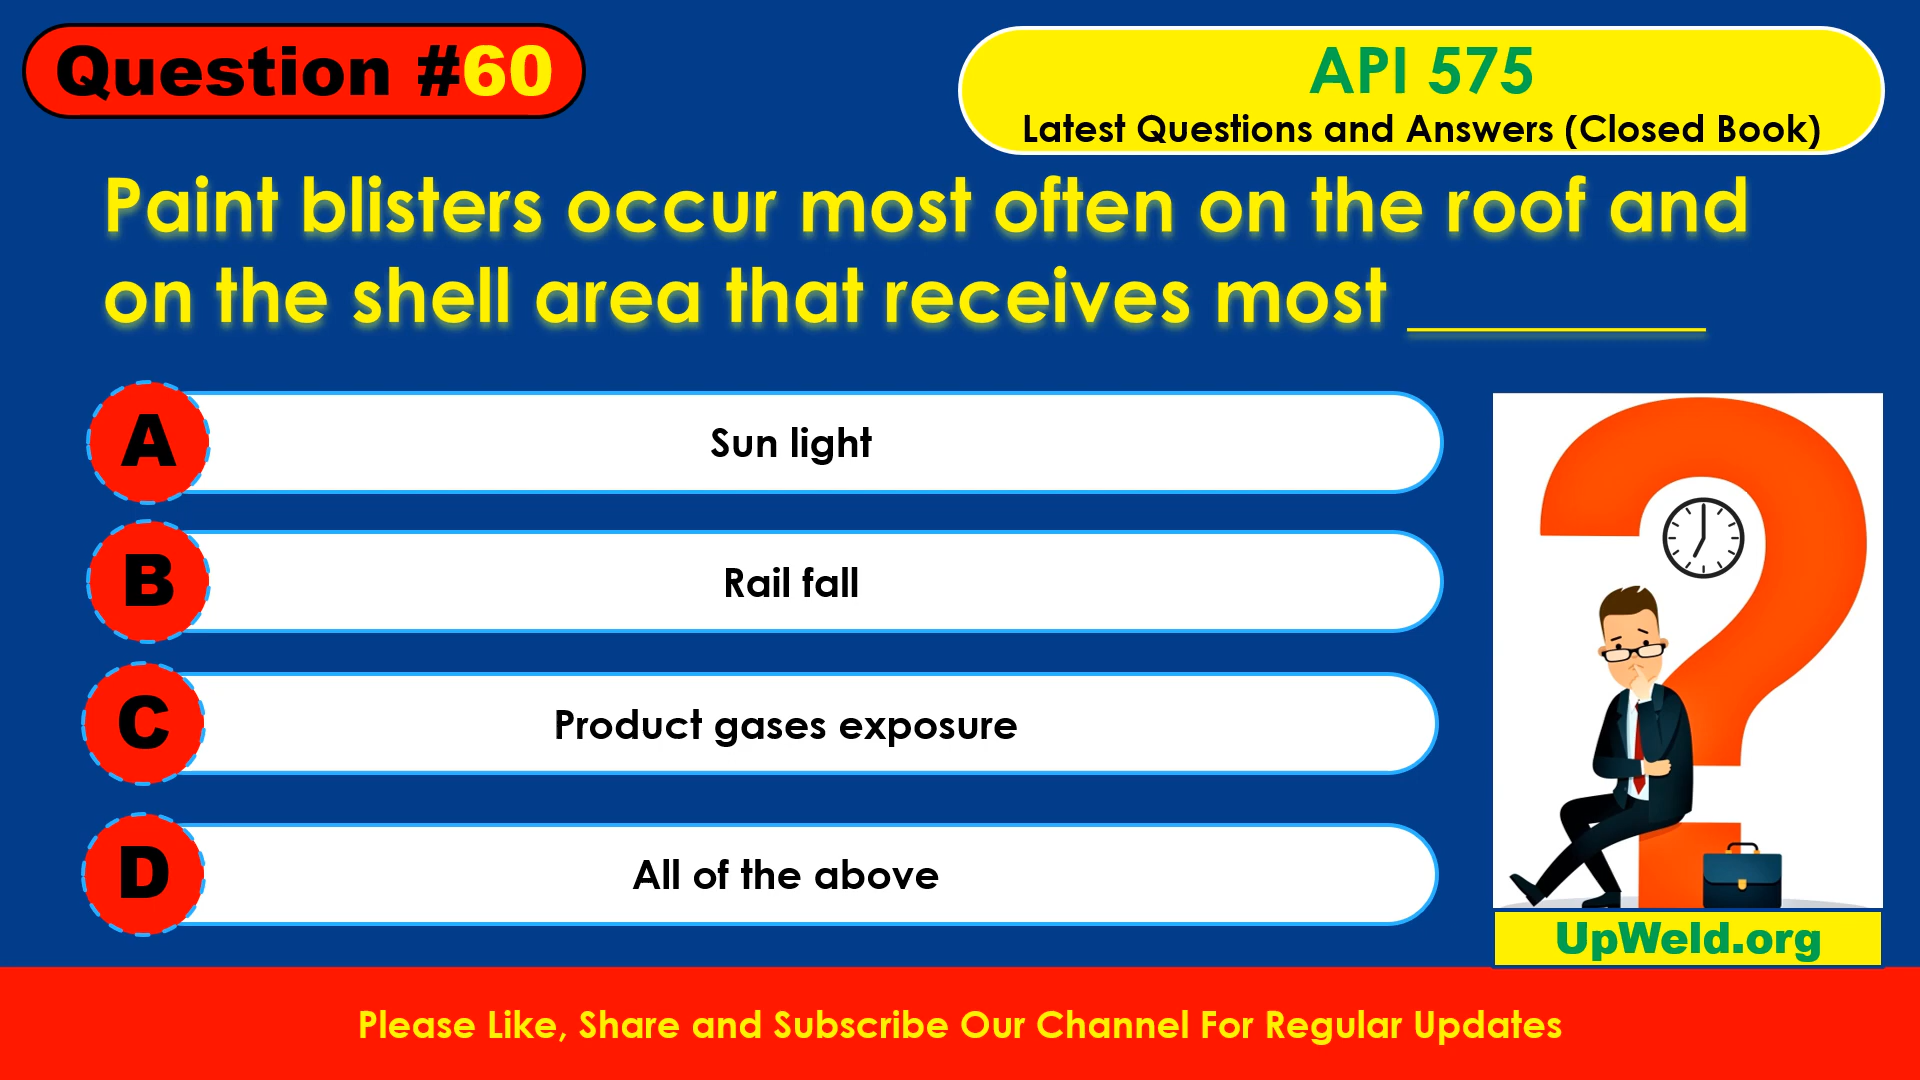 Question #60
API 575
Latest Questions and Answers (Closed Book)
Paint blisters occur most often on the roof and
on the shell area that receives most ________
A
Sun light
B
Rail fall
C
Product gases exposure
D
All of the above
UpWeld.org
Please Like, Share and Subscribe Our Channel For Regular Updates